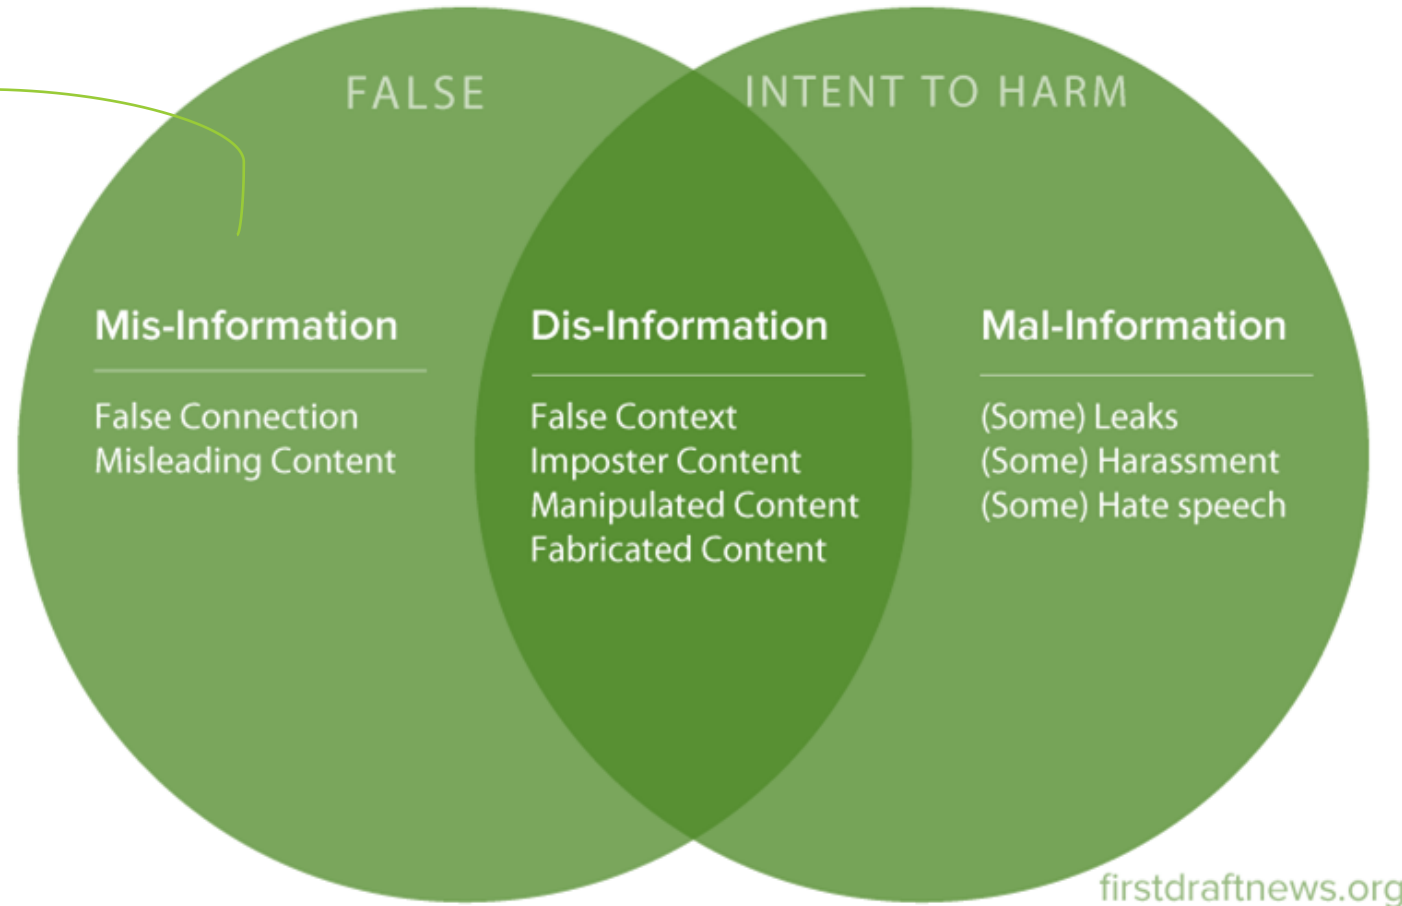 FALSE
INTENT TO HARM
Mis-Information
False Connection
Misleading Content
Dis-Information
False Context
Imposter Content
Manipulated Content
Fabricated Content
Mal-Information
(Some) Leaks
(Some) Harassment
(Some) Hate speech
firstdraftnews.org